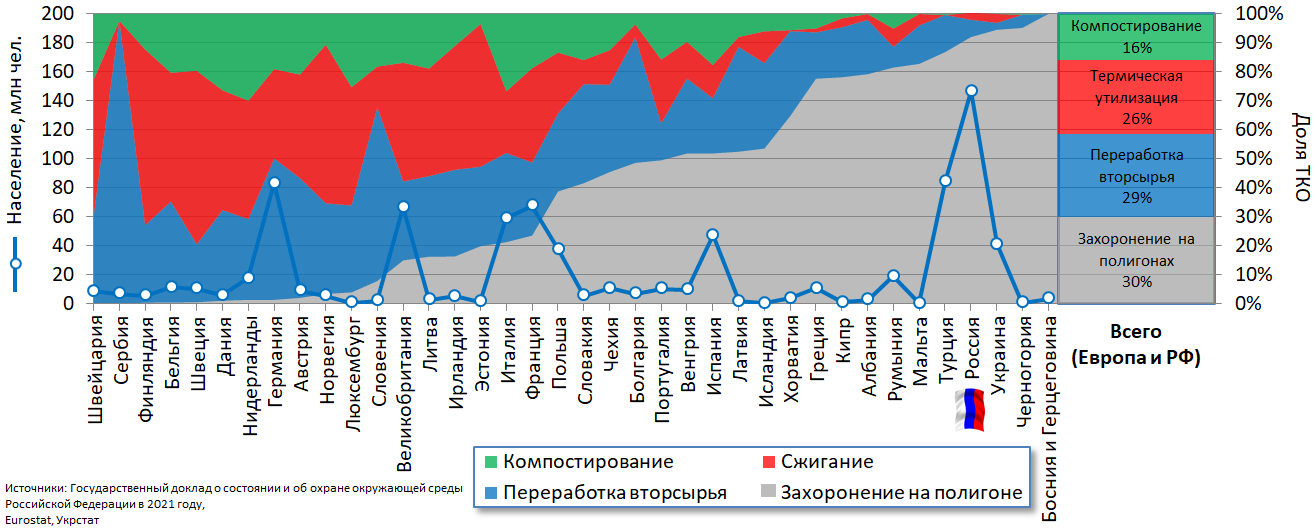 Население, млн чел.
200
180
160
140
120
100
80
60
40
20
0
100%
90%
80%
70%
60%
50%
40%
30%
20%
10%
0%
Доля ТКО
Компостирование
16%
Термическая
утилизация
26%
Переработка
вторсырья
29%
Захоронение на
полигонах
30%
Всего
(Европа и РФ)
Швейцария
Сербия
Финляндия
Бельгия
Швеция
Дания
Нидерланды
Германия
Австрия
Норвегия
Люксембург
Словения
Великобритания
Литва
Ирландия
Эстония
Италия
Франция
Польша
Словакия
Чехия
Болгария
Португалия
Венгрия
Испания
Латвия
Исландия
Хорватия
Греция
Кипр
Албания
Румыния
Мальта
Турция
Россия
Украина
Черногория
Босния и Герцеговина
Компостирование
Сжигание
Переработка вторсырья
Захоронение на полигоне
Источники: Государственный доклад о состоянии и об охране окружающей среды
Российской Федерации в 2021 году,
Eurostat, Укрстат